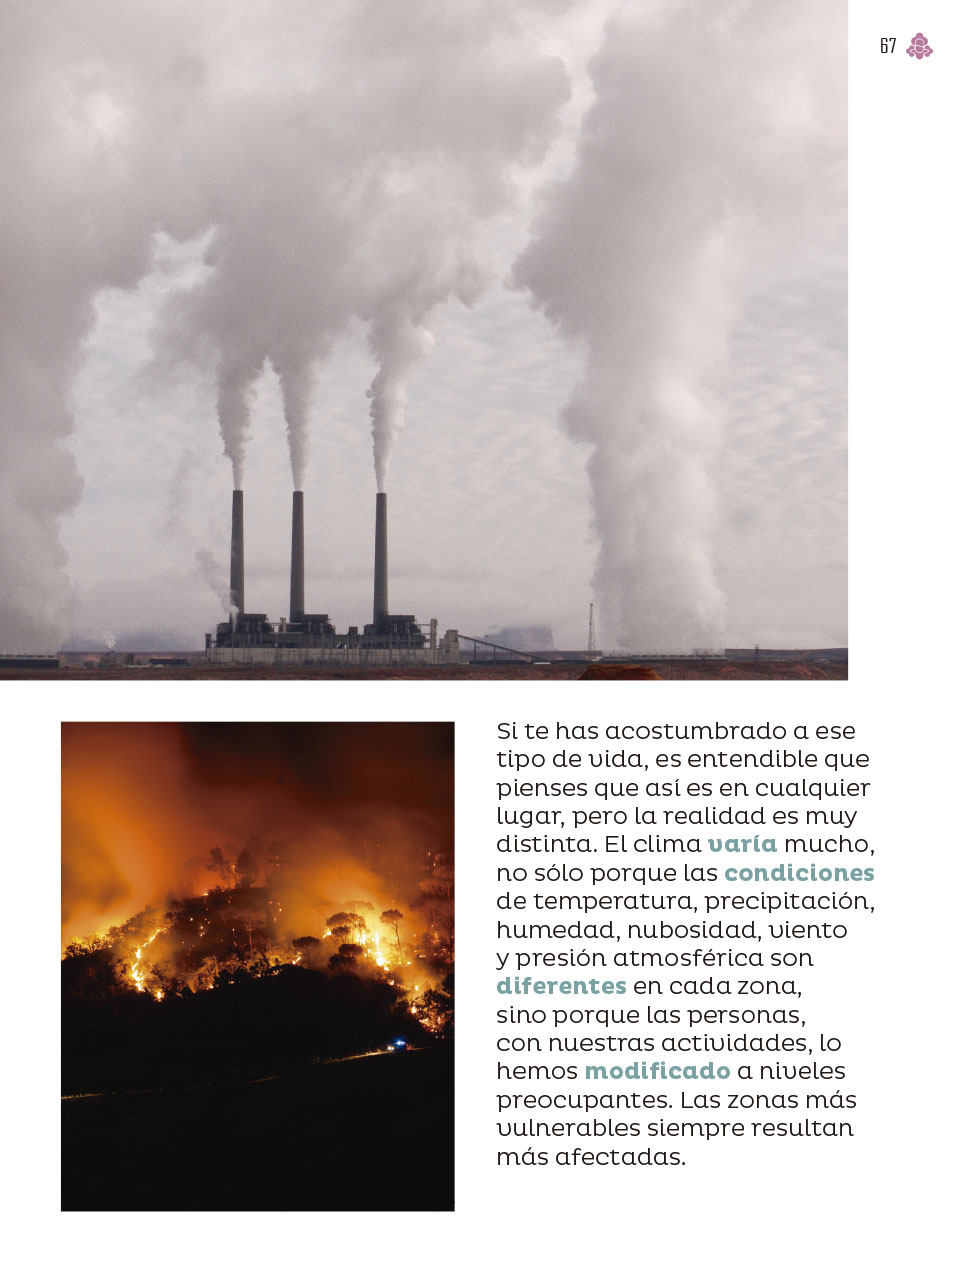 67
Si te has acostumbrado a ese
tipo de vida, es entendible que
pienses que así es en cualquier
lugar, pero la realidad es muy
distinta. El clima varía mucho,
no sólo porque las condiciones
de temperatura, precipitación,
humedad, nubosidad, viento
y presión atmosférica son
diferentes en cada zona,
sino porque las personas,
con nuestras actividades, lo
hemos modificado a niveles
preocupantes. Las zonas más
vulnerables siempre resultan
más afectadas.